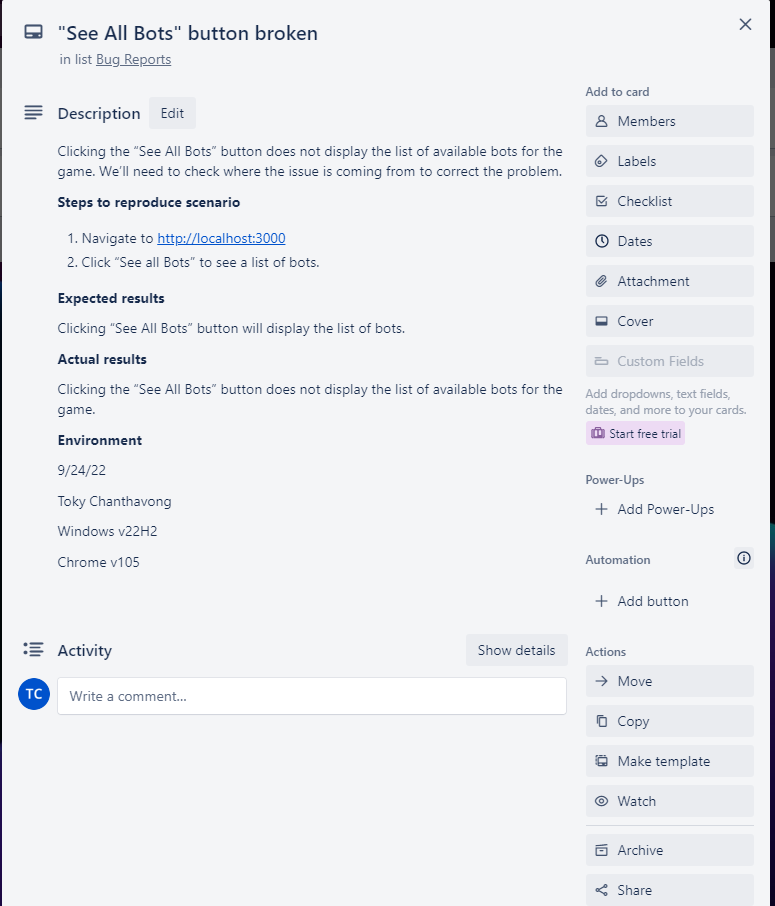 "See All Bots" button broken
in list Bug Reports
Description
Edit
Clicking the “See All Bots” button does not display the list of available bots for the
game. We’ll need to check where the issue is coming from to correct the problem.
Steps to reproduce scenario
1. Navigate to http://localhost:3000
2. Click “See all Bots” to see a list of bots.
Expected results
Clicking “See All Bots” button will display the list of bots.
Actual results
Clicking the “See All Bots” button does not display the list of available bots for the
game.
Environment
9/24/22
Toky Chanthavong
Windows v22H2
Chrome v105
Activity
Show details
TC
Write a comment...
Add to card
Members
Labels
Checklist
Dates
Attachment
Cover
Custom Fields
Add dropdowns, text fields,
dates, and more to your cards.
Start free trial
Power-Ups
Add Power-Ups
Automation
Add button
Actions
Move
Copy
Make template
Watch
Archive
Share